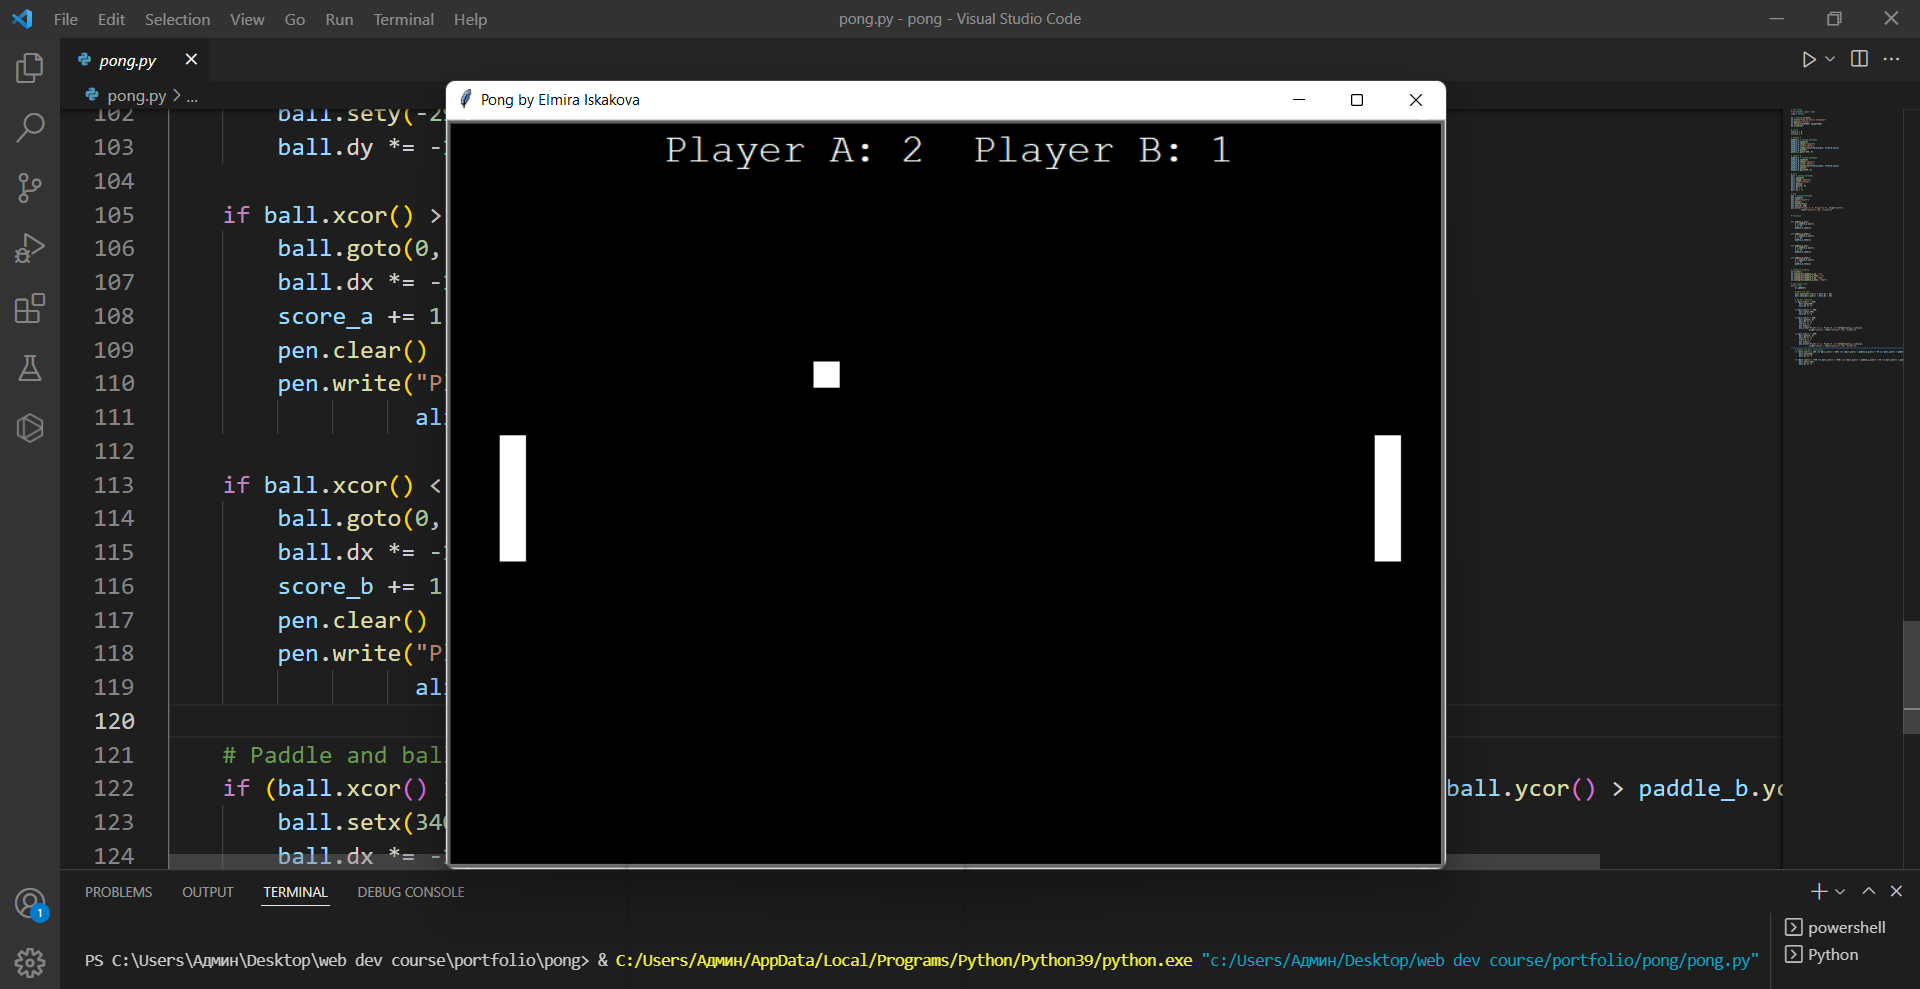 File Edit Selection View Go Run Terminal Help
pong.py - pong - Visual Studio Code
pong.py
pong.py > ...
Pong by Elmira Iskakova
Player A: 2 Player B: 1
102 ball.sety(-2
103 ball.dy *= -
104
105 if ball.xcor() >
106 ball.goto(0,
107 ball.dx *= -
108 score_a += 1
109 pen.clear()
110 pen.write("P
111 al
112
113 if ball.xcor() <
114 ball.goto(0,
115 ball.dx *= -
116 score_b += 1
117 pen.clear()
118 pen.write("P
119 al
120
121 # Paddle and bal
122 if (ball.xcor() ball.ycor() > paddle_b.yc
123 ball.setx(340
124 ball.dx *= -
PROBLEMS OUTPUT TERMINAL DEBUG CONSOLE
1
powershell
Python
PS C:\Users\Админ\Desktop\web dev course\portfolio\pong> & C:/Users/Админ/AppData/Local/Programs/Python/Python39/python.exe "c:/Users/Админ/Desktop/web dev course/portfolio/pong/pong.py"